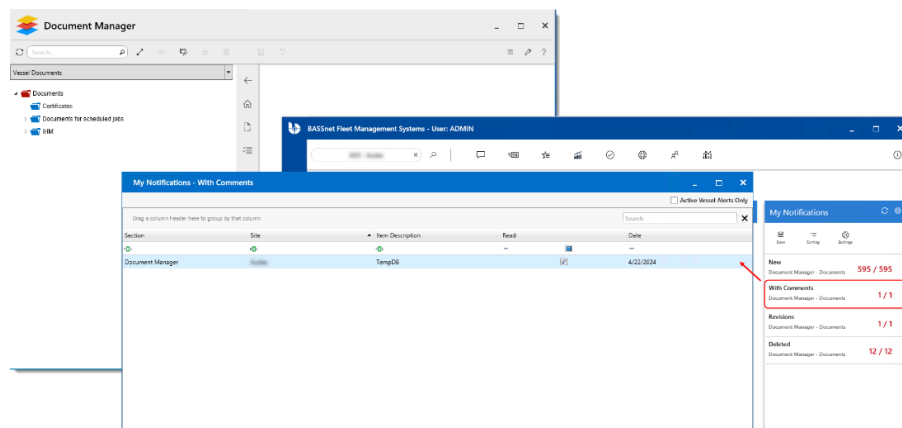 Document Manager
Search...
Vessel Documents
Documents
Certificates
Documents for scheduled jobs
IHM
BASSnet Fleet Management Systems - User: ADMIN
My Notifications - With Comments
Active Vessel Alerts Only
Drag a column header here to group by that column
Search
Section Site Item Description Read Date
Document Manager TempDB 4/22/2024
My Notifications
Save Sorting Settings
New
Document Manager - Documents 595 / 595
With Comments
Document Manager - Documents 1 / 1
Revisions
Document Manager - Documents 1 / 1
Deleted
Document Manager - Documents 12 / 12